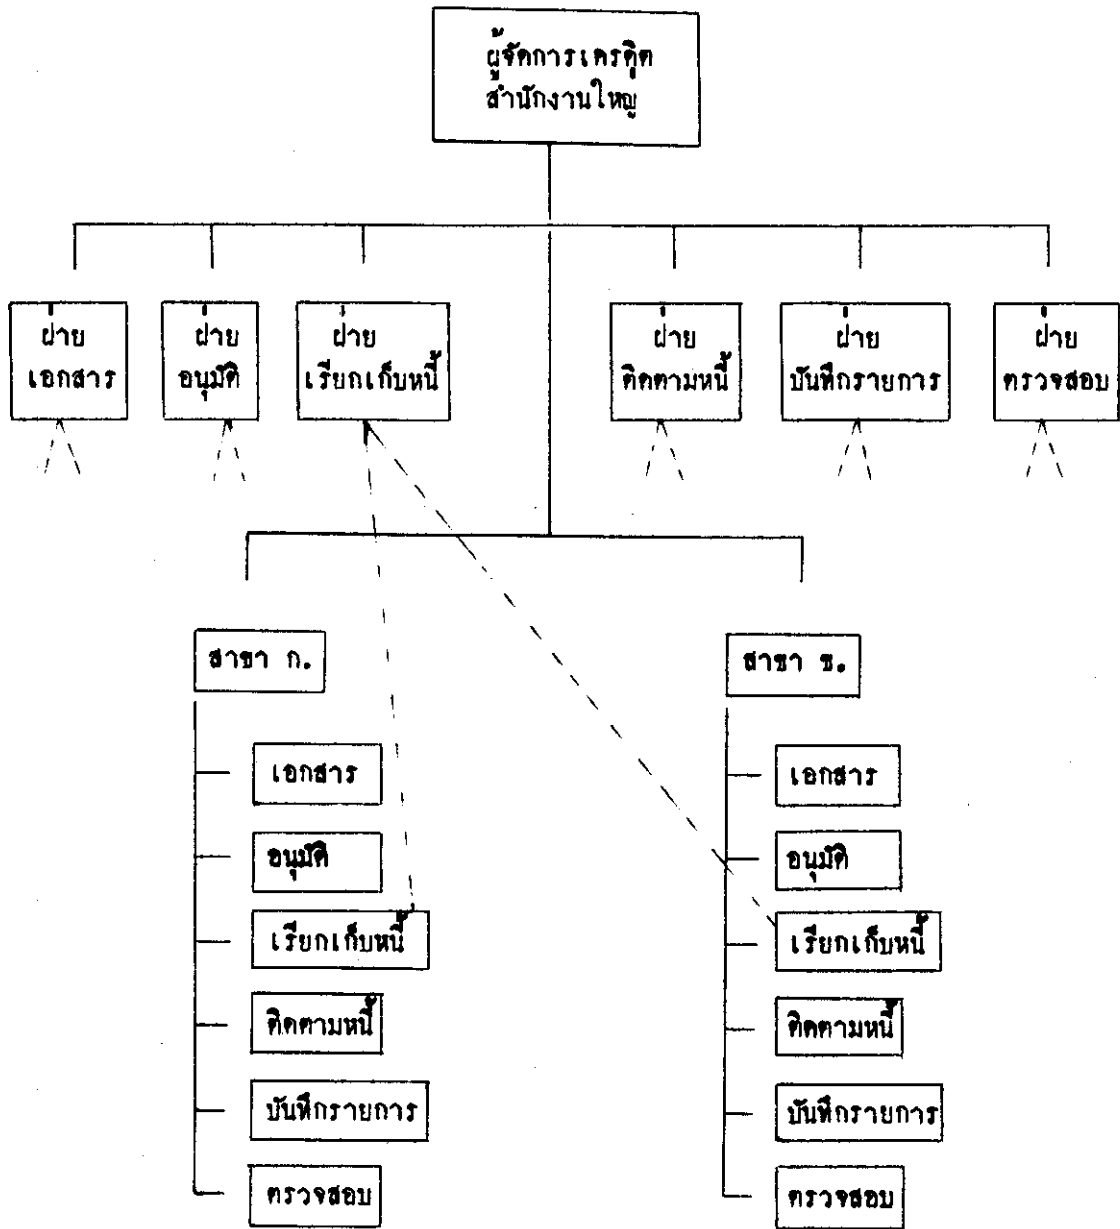 ผู้จัดการเครดิต
สำนักงานใหญ่
ฝ่าย
เอกสาร
ฝ่าย
อนุมัติ
ฝ่าย
เรียกเก็บหนี้
ฝ่าย
ติดตามหนี้
ฝ่าย
บันทึกรายการ
ฝ่าย
ตรวจสอบ
สาขา ก.
เอกสาร
อนุมัติ
เรียกเก็บหนี้
ติดตามหนี้
บันทึกรายการ
ตรวจสอบ
สาขา ข.
เอกสาร
อนุมัติ
เรียกเก็บหนี้
ติดตามหนี้
บันทึกรายการ
ตรวจสอบ